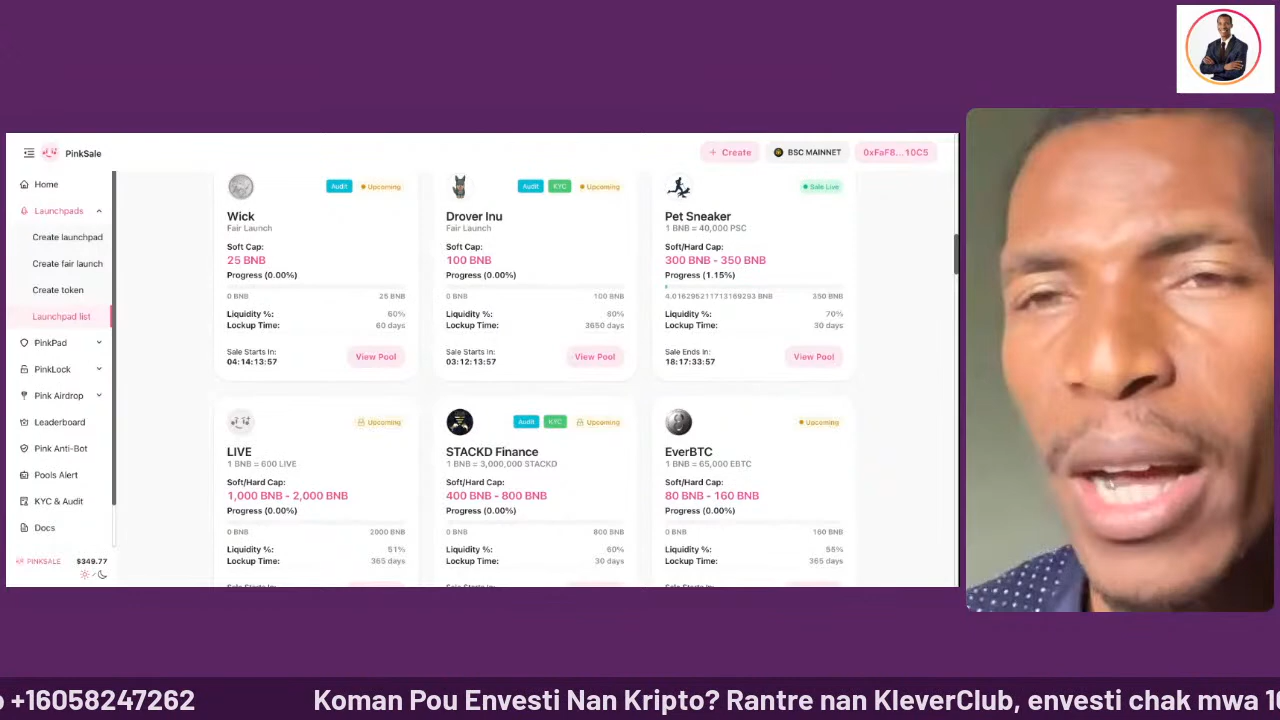 PinkSale
+ Create
BSC MAINNET
0xFaF8...10C5
Home
Launchpads
Create launchpad
Create fair launch
Create token
Launchpad list
PinkPad
PinkLock
Pink Airdrop
Leaderboard
Pink Anti-Bot
Pools Alert
KYC & Audit
Docs
PINKSALE $349.77
Audit Upcoming
Wick
Fair Launch
Soft Cap:
25 BNB
Progress (0.00%)
0 BNB 25 BNB
Liquidity %: 60%
Lockup Time: 60 days
Sale Starts In:
04:14:13:57
View Pool
Audit KYC Upcoming
Drover Inu
Fair Launch
Soft Cap:
100 BNB
Progress (0.00%)
0 BNB 100 BNB
Liquidity %: 80%
Lockup Time: 3650 days
Sale Starts In:
03:12:13:57
View Pool
Sale Live
Pet Sneaker
1 BNB = 40,000 PSC
Soft/Hard Cap:
300 BNB - 350 BNB
Progress (1.15%)
4.016295211713169293 BNB 350 BNB
Liquidity %: 70%
Lockup Time: 30 days
Sale Ends In:
18:17:33:57
View Pool
Upcoming
LIVE
1 BNB = 600 LIVE
Soft/Hard Cap:
1,000 BNB - 2,000 BNB
Progress (0.00%)
0 BNB 2000 BNB
Liquidity %: 51%
Lockup Time: 365 days
Audit KYC Upcoming
STACKD Finance
1 BNB = 3,000,000 STACKD
Soft/Hard Cap:
400 BNB - 800 BNB
Progress (0.00%)
0 BNB 800 BNB
Liquidity %: 60%
Lockup Time: 30 days
Upcoming
EverBTC
1 BNB = 65,000 EBTC
Soft/Hard Cap:
80 BNB - 160 BNB
Progress (0.00%)
0 BNB 160 BNB
Liquidity %: 58%
Lockup Time: 365 days
+16058247262 Koman Pou Envesti Nan Kripto? Rantre nan KleverClub, envesti chak mwa